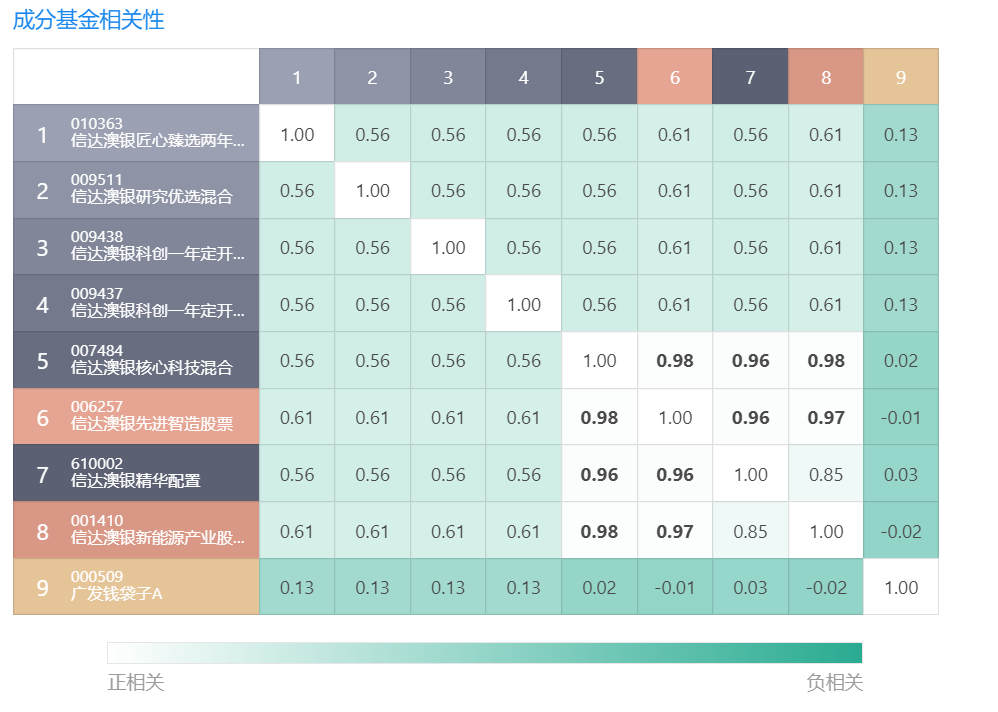 成分基金相关性
1 2 3 4 5 6 7 8 9
1 010363 信达澳银匠心臻选两年... 1.00 0.56 0.56 0.56 0.56 0.61 0.56 0.61 0.13
2 009511 信达澳银研究优选混合 0.56 1.00 0.56 0.56 0.56 0.61 0.56 0.61 0.13
3 009438 信达澳银科创一年定开... 0.56 0.56 1.00 0.56 0.56 0.61 0.56 0.61 0.13
4 009437 信达澳银科创一年定开... 0.56 0.56 0.56 1.00 0.56 0.61 0.56 0.61 0.13
5 007484 信达澳银核心科技混合 0.56 0.56 0.56 0.56 1.00 0.98 0.96 0.98 0.02
6 006257 信达澳银先进智造股票 0.61 0.61 0.61 0.61 0.98 1.00 0.96 0.97 -0.01
7 610002 信达澳银精华配置 0.56 0.56 0.56 0.56 0.96 0.96 1.00 0.85 0.03
8 001410 信达澳银新能源产业股... 0.61 0.61 0.61 0.61 0.98 0.97 0.85 1.00 -0.02
9 000509 广发钱袋子A 0.13 0.13 0.13 0.13 0.02 -0.01 0.03 -0.02 1.00
正相关 负相关